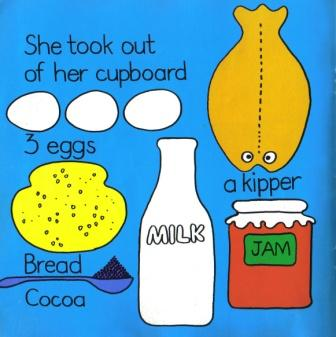 She took out
of her cupboard
3 eggs
a kipper
MILK
JAM
Bread
Cocoa